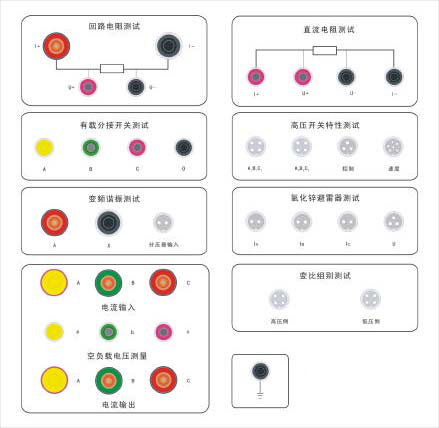 回路电阻测试
I+
I-
U+
U-
直流电阻测试
I+
U+
U-
I-
有载分接开关测试
A
B
C
O
高压开关特性测试
A₁B₁C₁
A₂B₂C₂
控制
速度
变频谐振测试
A
分压器输入
氧化锌避雷器测试
Ia
Ib
Ic
U
A
B
C
电流输入
a
b
c
空负载电压测量
A
B
C
电流输出
变比组别测试
高压侧
低压侧